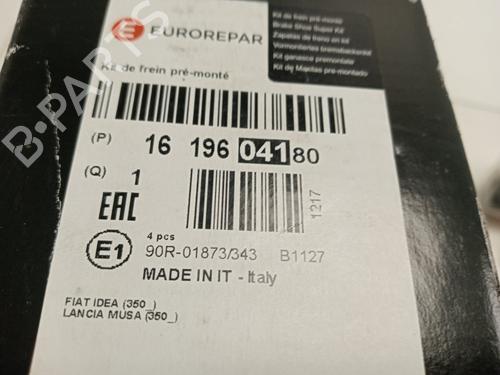 EUROREPAR
Kit de frein pré-monté
Brake Shoe Super Kit
Zapatas de freno en kit
Vormontiertes bremsbackenkit
Kit ganasce premontate
Kit de Maxilas pré-montado
Kit de frein pré-monté
(P) 16 196 041 80
(Q) 1
1217
EAC
4 pcs
E1 90R-01873/343 B1127
MADE IN IT - Italy
FIAT IDEA (350_)
LANCIA MUSA (350_)
B-PARTS